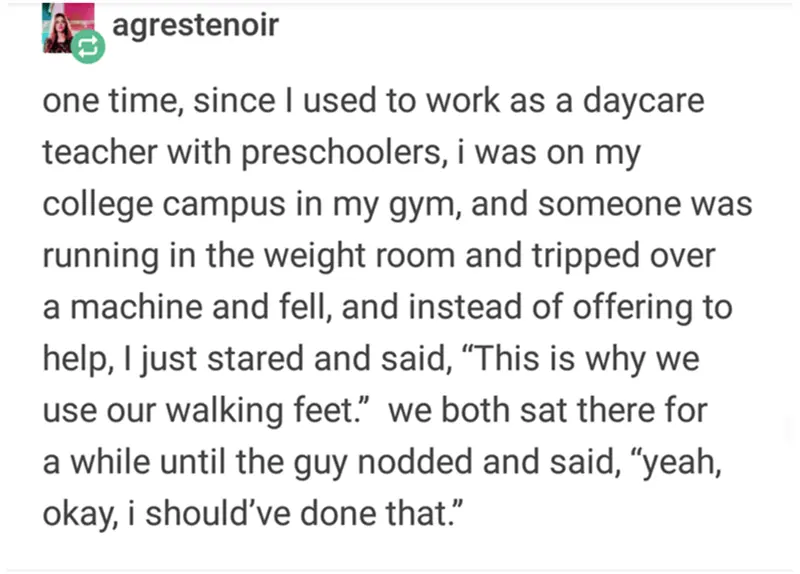 agrestenoir
one time, since I used to work as a daycare
teacher with preschoolers, i was on my
college campus in my gym, and someone was
running in the weight room and tripped over
a machine and fell, and instead of offering to
help, I just stared and said, “This is why we
use our walking feet.”  we both sat there for
a while until the guy nodded and said, “yeah,
okay, i should’ve done that.”